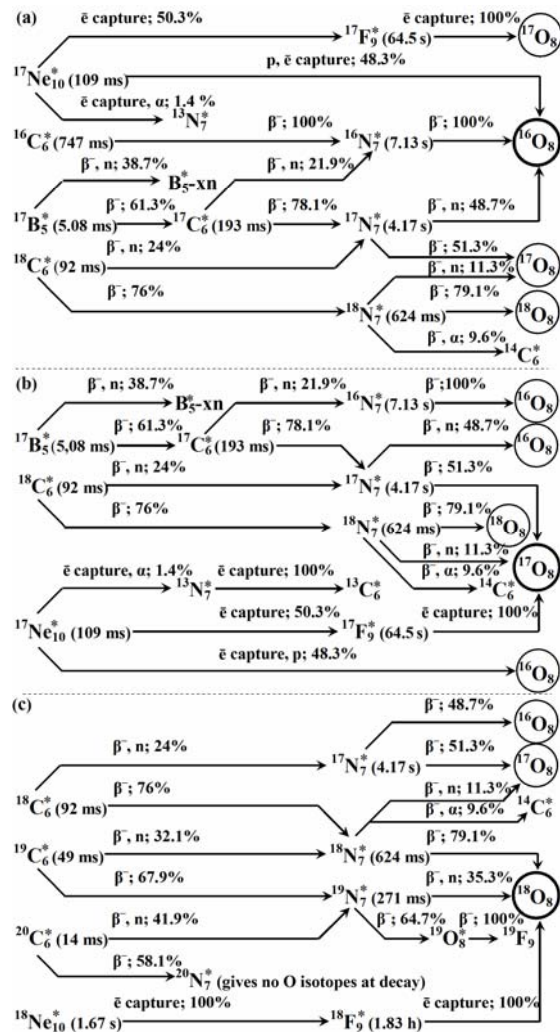 (a)
ē capture; 50.3%
ē capture; 100%
¹⁷F₉* (64.5 s)
¹⁷O₈
¹⁷Ne₁₀* (109 ms)
p, ē capture; 48.3%
ē capture, α; 1.4 %
¹³N₇*
¹⁶C₆* (747 ms)
β⁻; 100%
¹⁶N₇* (7.13 s)
β⁻; 100%
¹⁶O₈
β⁻, n; 38.7%
B₅*-xn
β⁻, n; 21.9%
¹⁷B₅* (5.08 ms)
β⁻; 61.3%
¹⁷C₆* (193 ms)
β⁻; 78.1%
¹⁷N₇* (4.17 s)
β⁻, n; 48.7%
¹⁸C₆* (92 ms)
β⁻, n; 24%
β⁻; 51.3%
¹⁷O₈
β⁻, n; 11.3%
β⁻; 76%
¹⁸N₇* (624 ms)
β⁻; 79.1%
¹⁸O₈
β⁻, α; 9.6%
¹⁴C₆*
(b)
β⁻, n; 38.7%
B₅*-xn
β⁻, n; 21.9%
¹⁶N₇* (7.13 s)
β⁻;100%
¹⁶O₈
¹⁷B₅* (5,08 ms)
β⁻; 61.3%
¹⁷C₆* (193 ms)
β⁻; 78.1%
β⁻, n; 48.7%
¹⁶O₈
¹⁸C₆* (92 ms)
β⁻, n; 24%
¹⁷N₇* (4.17 s)
β⁻; 51.3%
β⁻; 76%
¹⁸N₇* (624 ms)
β⁻; 79.1%
¹⁸O₈
β⁻, n; 11.3%
¹⁷O₈
β⁻, α; 9.6%
¹⁴C₆*
ē capture, α; 1.4%
¹³N₇*
ē capture; 100%
¹³C₆*
¹⁷Ne₁₀* (109 ms)
ē capture; 50.3%
¹⁷F₉* (64.5 s)
ē capture; 100%
ē capture, p; 48.3%
¹⁶O₈
(c)
β⁻; 48.7%
¹⁶O₈
β⁻, n; 24%
¹⁷N₇* (4.17 s)
β⁻; 51.3%
¹⁷O₈
¹⁸C₆* (92 ms)
β⁻; 76%
β⁻, n; 11.3%
β⁻, α; 9.6%
¹⁴C₆*
¹⁹C₆* (49 ms)
β⁻, n; 32.1%
¹⁸N₇* (624 ms)
β⁻; 79.1%
β⁻; 67.9%
¹⁹N₇* (271 ms)
β⁻, n; 35.3%
¹⁸O₈
²⁰C₆* (14 ms)
β⁻, n; 41.9%
β⁻; 64.7%
¹⁹O₈*
β⁻; 100%
¹⁹F₉
β⁻; 58.1%
²⁰N₇* (gives no O isotopes at decay)
¹⁸Ne₁₀* (1.67 s)
ē capture; 100%
¹⁸F₉* (1.83 h)
ē capture; 100%